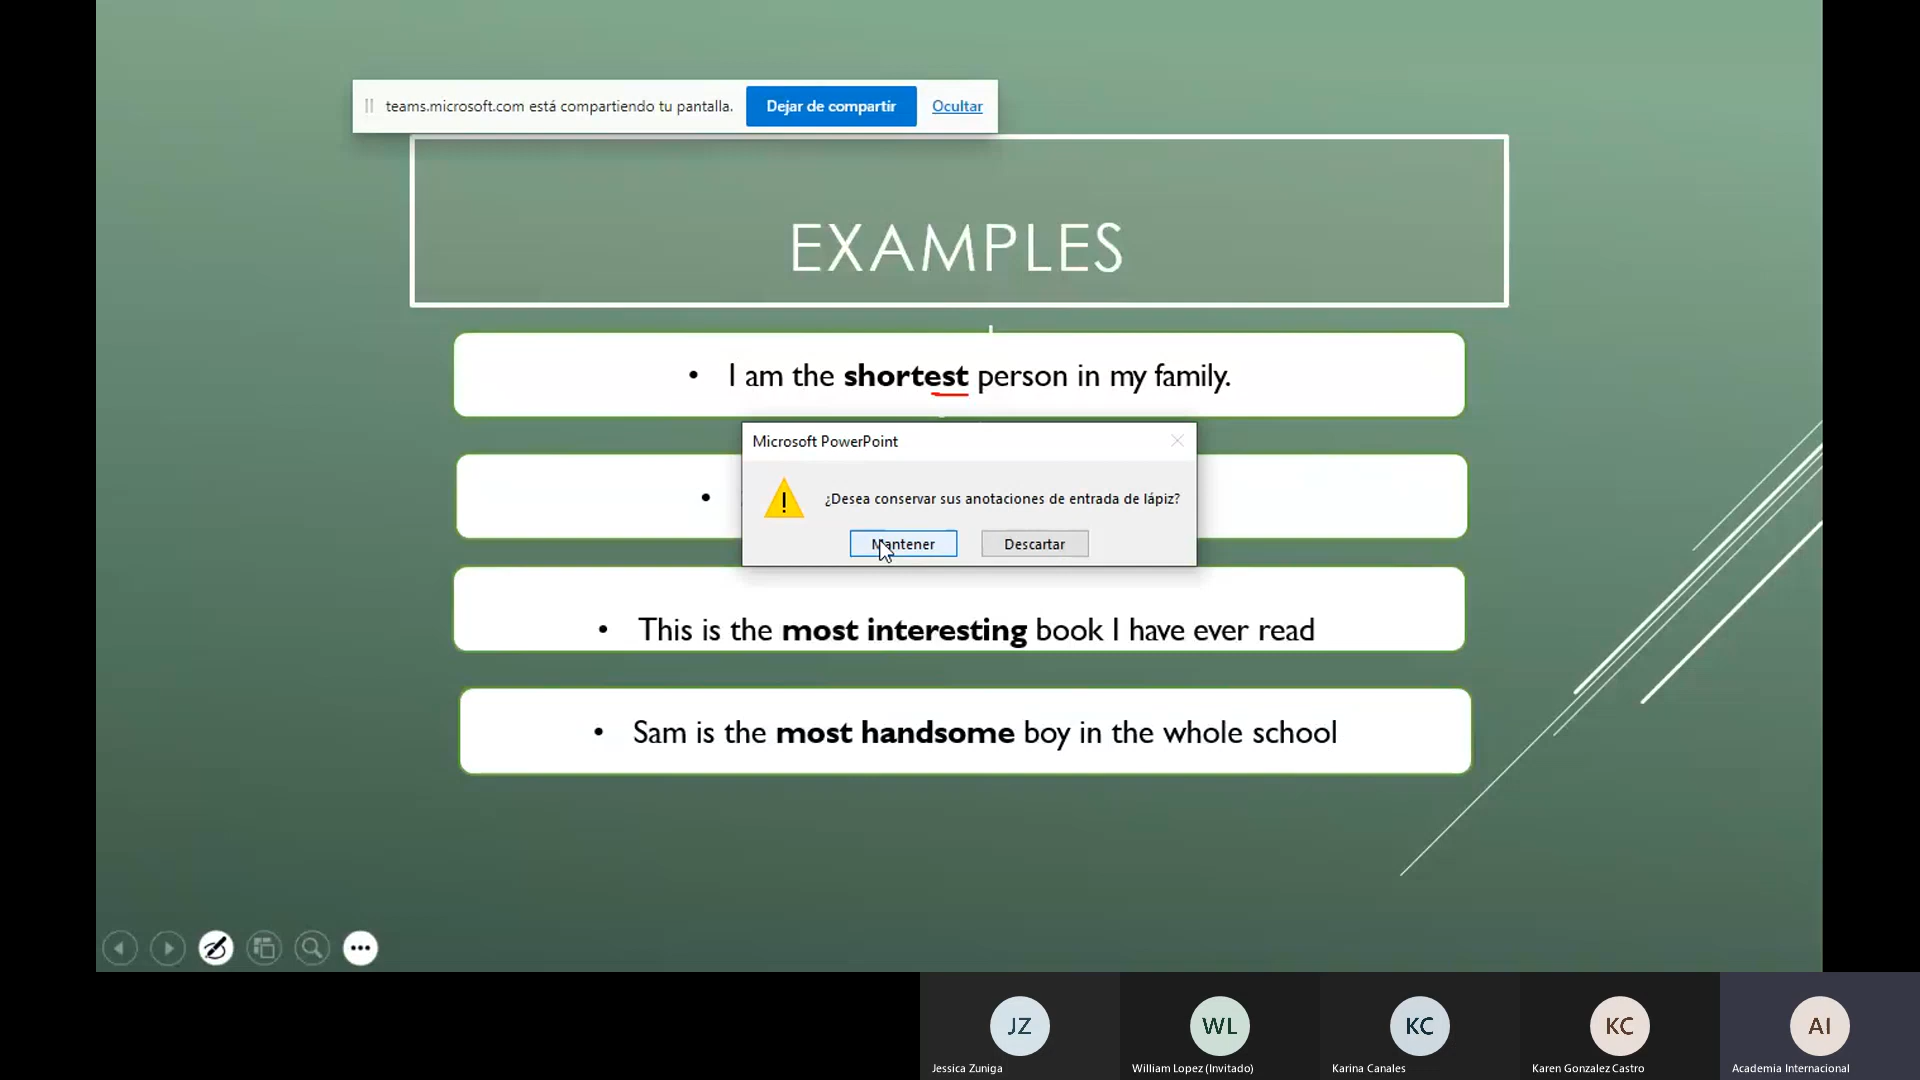 teams.microsoft.com está compartiendo tu pantalla. Dejar de compartir Ocultar
EXAMPLES
• I am the shortest person in my family.
Microsoft PowerPoint
•
¿Desea conservar sus anotaciones de entrada de lápiz?
Mantener Descartar
• This is the most interesting book I have ever read
• Sam is the most handsome boy in the whole school
JZ WL KC KC AI
Jessica Zuniga William Lopez (Invitado) Karina Canales Karen Gonzalez Castro Academia Internacional